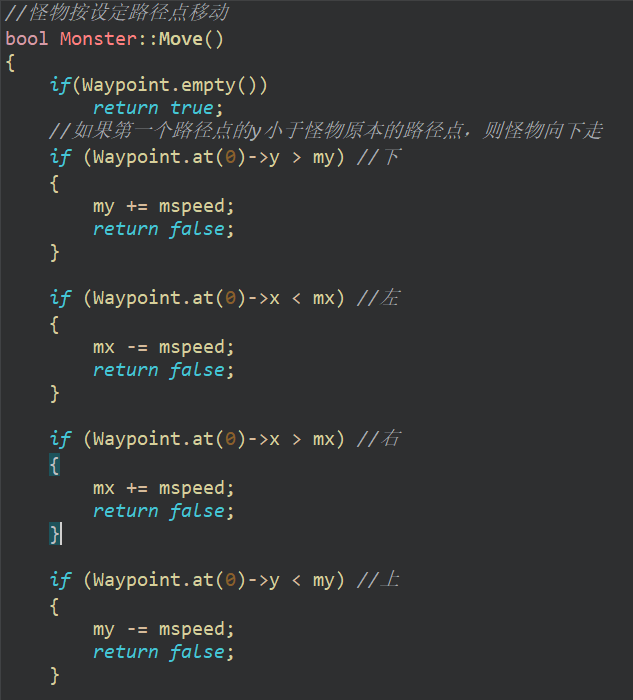 //怪物按设定路径点移动
bool Monster::Move()
{
    if(Waypoint.empty())
        return true;
    //如果第一个路径点的y小于怪物原本的路径点，则怪物向下走
    if (Waypoint.at(0)->y > my) //下
    {
        my += mspeed;
        return false;
    }

    if (Waypoint.at(0)->x < mx) //左
    {
        mx -= mspeed;
        return false;
    }

    if (Waypoint.at(0)->x > mx) //右
    {
        mx += mspeed;
        return false;
    }

    if (Waypoint.at(0)->y < my) //上
    {
        my -= mspeed;
        return false;
    }